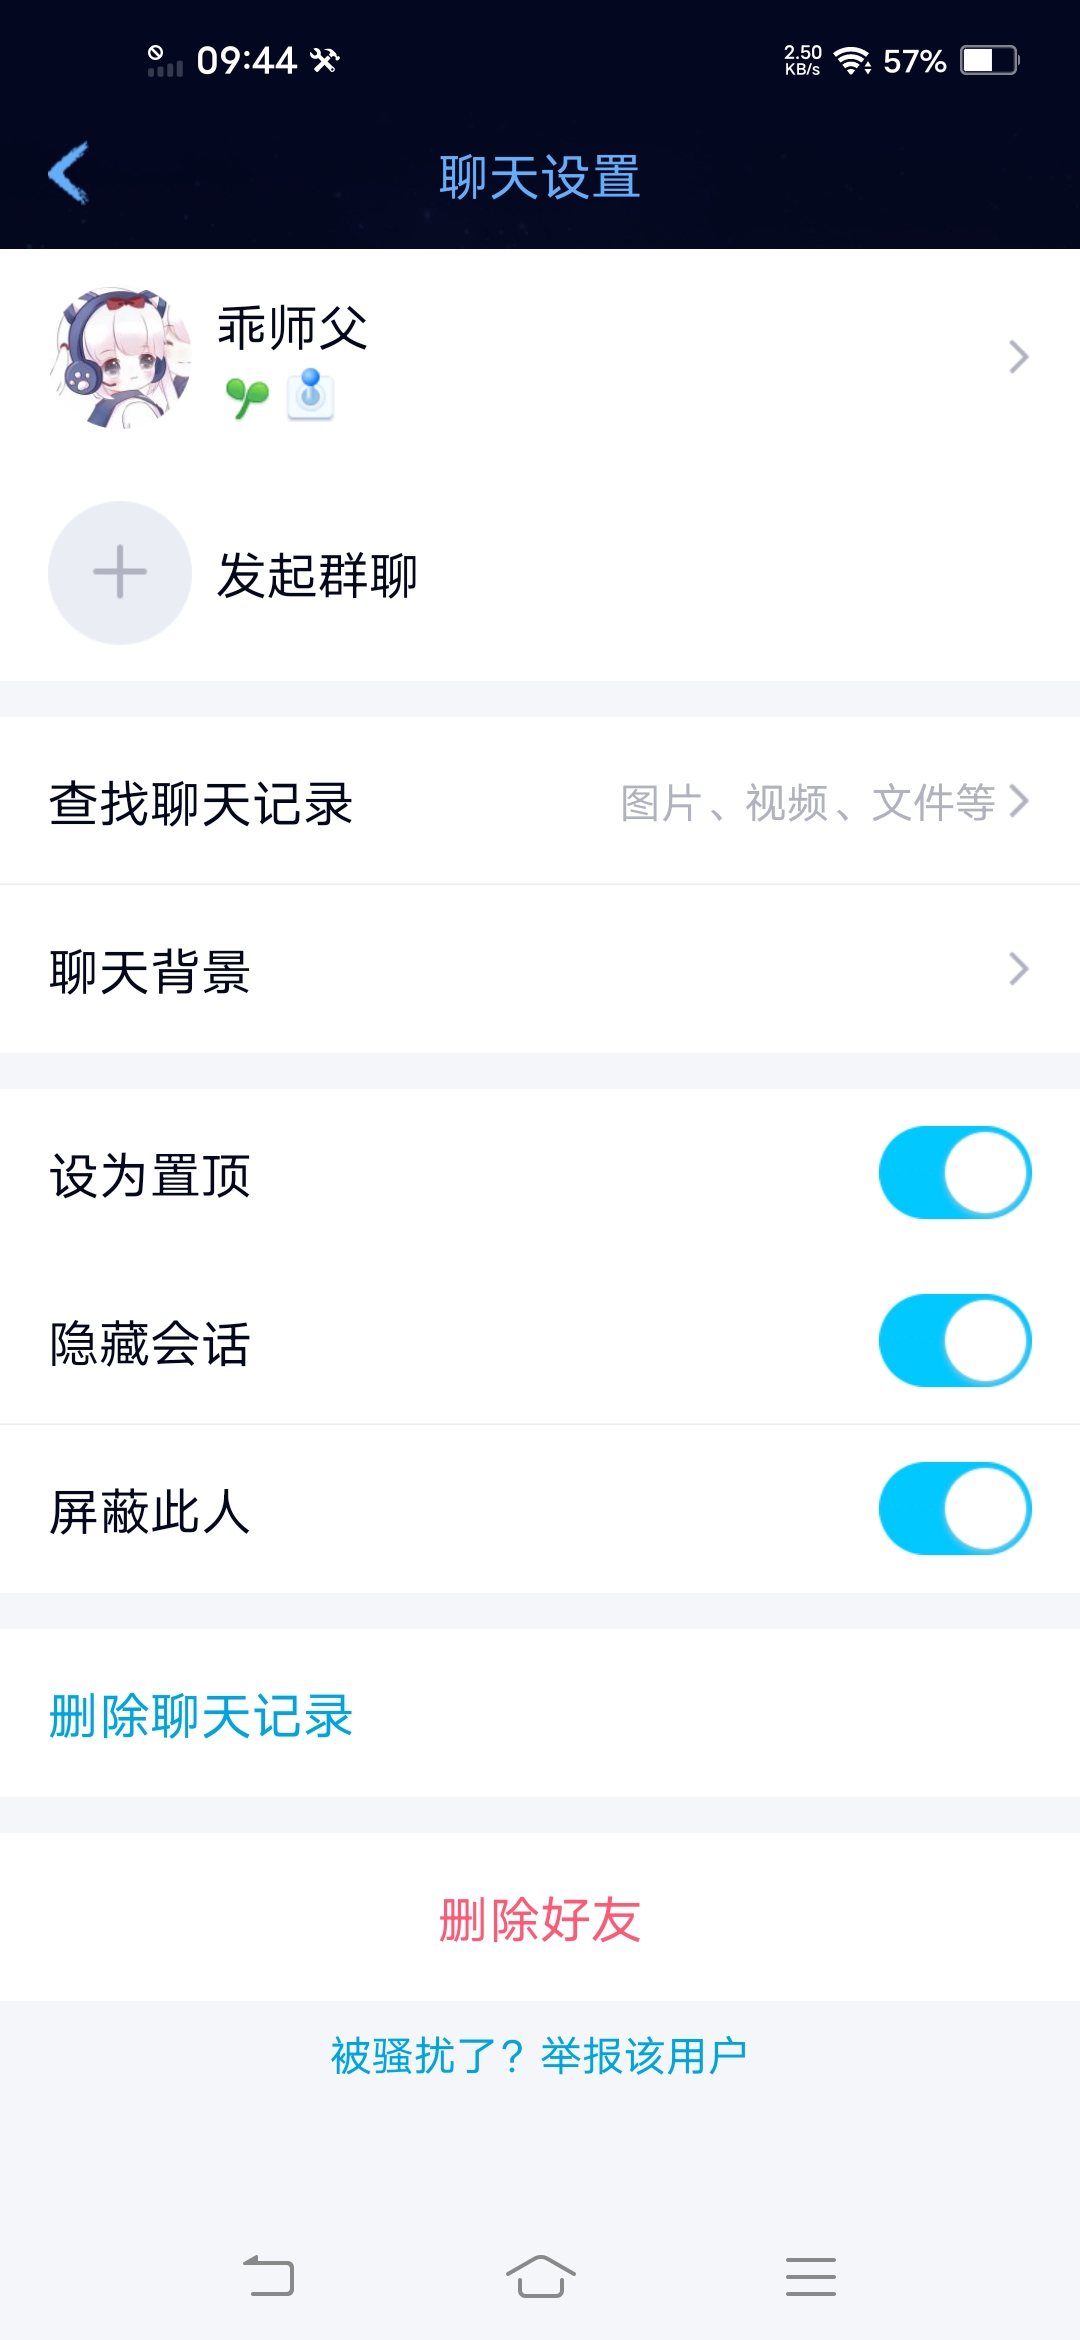 09:44
2.50
KB/s
57%
聊天设置
乖师父
发起群聊
查找聊天记录
图片、视频、文件等
聊天背景
设为置顶
隐藏会话
屏蔽此人
删除聊天记录
删除好友
被骚扰了？举报该用户